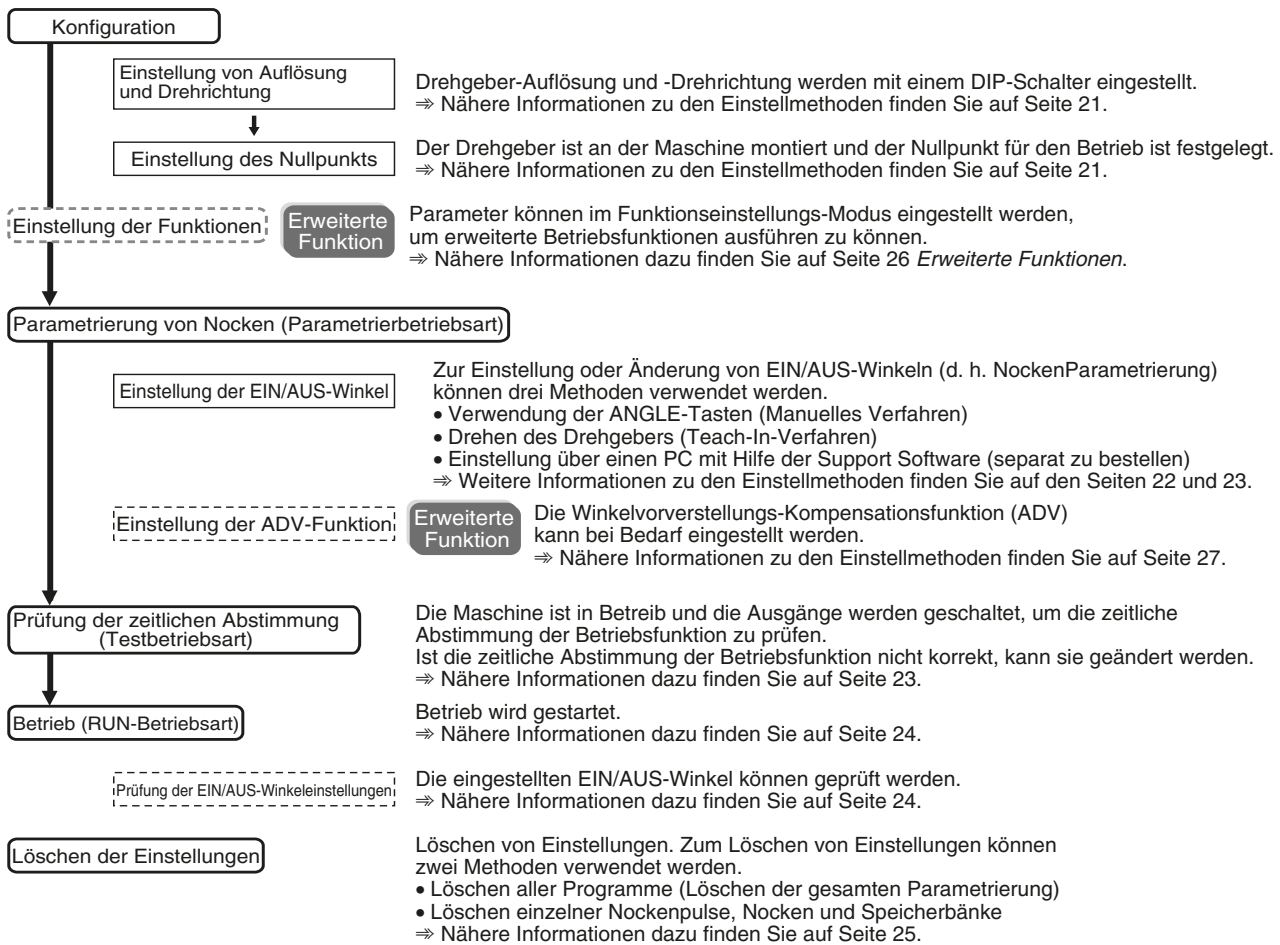 Konfiguration
Einstellung von Auflösung
und Drehrichtung
Drehgeber-Auflösung und -Drehrichtung werden mit einem DIP-Schalter eingestellt.
⇒ Nähere Informationen zu den Einstellmethoden finden Sie auf Seite 21.
Einstellung des Nullpunkts
Der Drehgeber ist an der Maschine montiert und der Nullpunkt für den Betrieb ist festgelegt.
⇒ Nähere Informationen zu den Einstellmethoden finden Sie auf Seite 21.
Einstellung der Funktionen
Erweiterte
Funktion
Parameter können im Funktionseinstellungs-Modus eingestellt werden,
um erweiterte Betriebsfunktionen ausführen zu können.
⇒ Nähere Informationen dazu finden Sie auf Seite 26 Erweiterte Funktionen.
Parametrierung von Nocken (Parametrierbetriebsart)
Einstellung der EIN/AUS-Winkel
Zur Einstellung oder Änderung von EIN/AUS-Winkeln (d. h. NockenParametrierung)
können drei Methoden verwendet werden.
• Verwendung der ANGLE-Tasten (Manuelles Verfahren)
• Drehen des Drehgebers (Teach-In-Verfahren)
• Einstellung über einen PC mit Hilfe der Support Software (separat zu bestellen)
⇒ Weitere Informationen zu den Einstellmethoden finden Sie auf den Seiten 22 und 23.
Einstellung der ADV-Funktion
Erweiterte
Funktion
Die Winkelvorverstellungs-Kompensationsfunktion (ADV)
kann bei Bedarf eingestellt werden.
⇒ Nähere Informationen zu den Einstellmethoden finden Sie auf Seite 27.
Prüfung der zeitlichen Abstimmung
(Testbetriebsart)
Die Maschine ist in Betreib und die Ausgänge werden geschaltet, um die zeitliche
Abstimmung der Betriebsfunktion zu prüfen.
Ist die zeitliche Abstimmung der Betriebsfunktion nicht korrekt, kann sie geändert werden.
⇒ Nähere Informationen dazu finden Sie auf Seite 23.
Betrieb (RUN-Betriebsart)
Betrieb wird gestartet.
⇒ Nähere Informationen dazu finden Sie auf Seite 24.
Prüfung der EIN/AUS-Winkeleinstellungen
Die eingestellten EIN/AUS-Winkel können geprüft werden.
⇒ Nähere Informationen dazu finden Sie auf Seite 24.
Löschen der Einstellungen
Löschen von Einstellungen. Zum Löschen von Einstellungen können
zwei Methoden verwendet werden.
• Löschen aller Programme (Löschen der gesamten Parametrierung)
• Löschen einzelner Nockenpulse, Nocken und Speicherbänke
⇒ Nähere Informationen dazu finden Sie auf Seite 25.